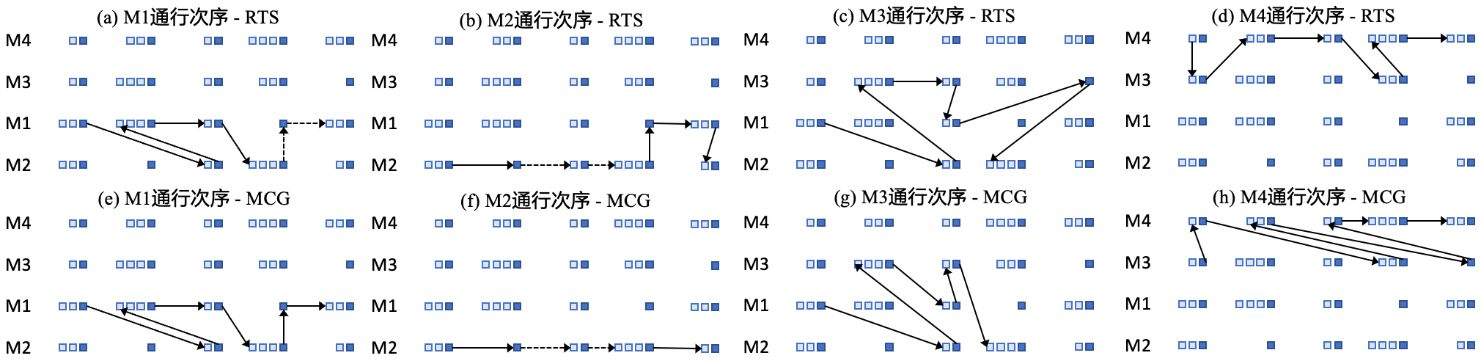 (a) M1通行次序 - RTS
(b) M2通行次序 - RTS
(c) M3通行次序 - RTS
(d) M4通行次序 - RTS
M4 M4 M4 M4
M3 M3 M3 M3
M1 M1 M1 M1
M2 M2 M2 M2
(e) M1通行次序 - MCG
(f) M2通行次序 - MCG
(g) M3通行次序 - MCG
(h) M4通行次序 - MCG
M4 M4 M4 M4
M3 M3 M3 M3
M1 M1 M1 M1
M2 M2 M2 M2